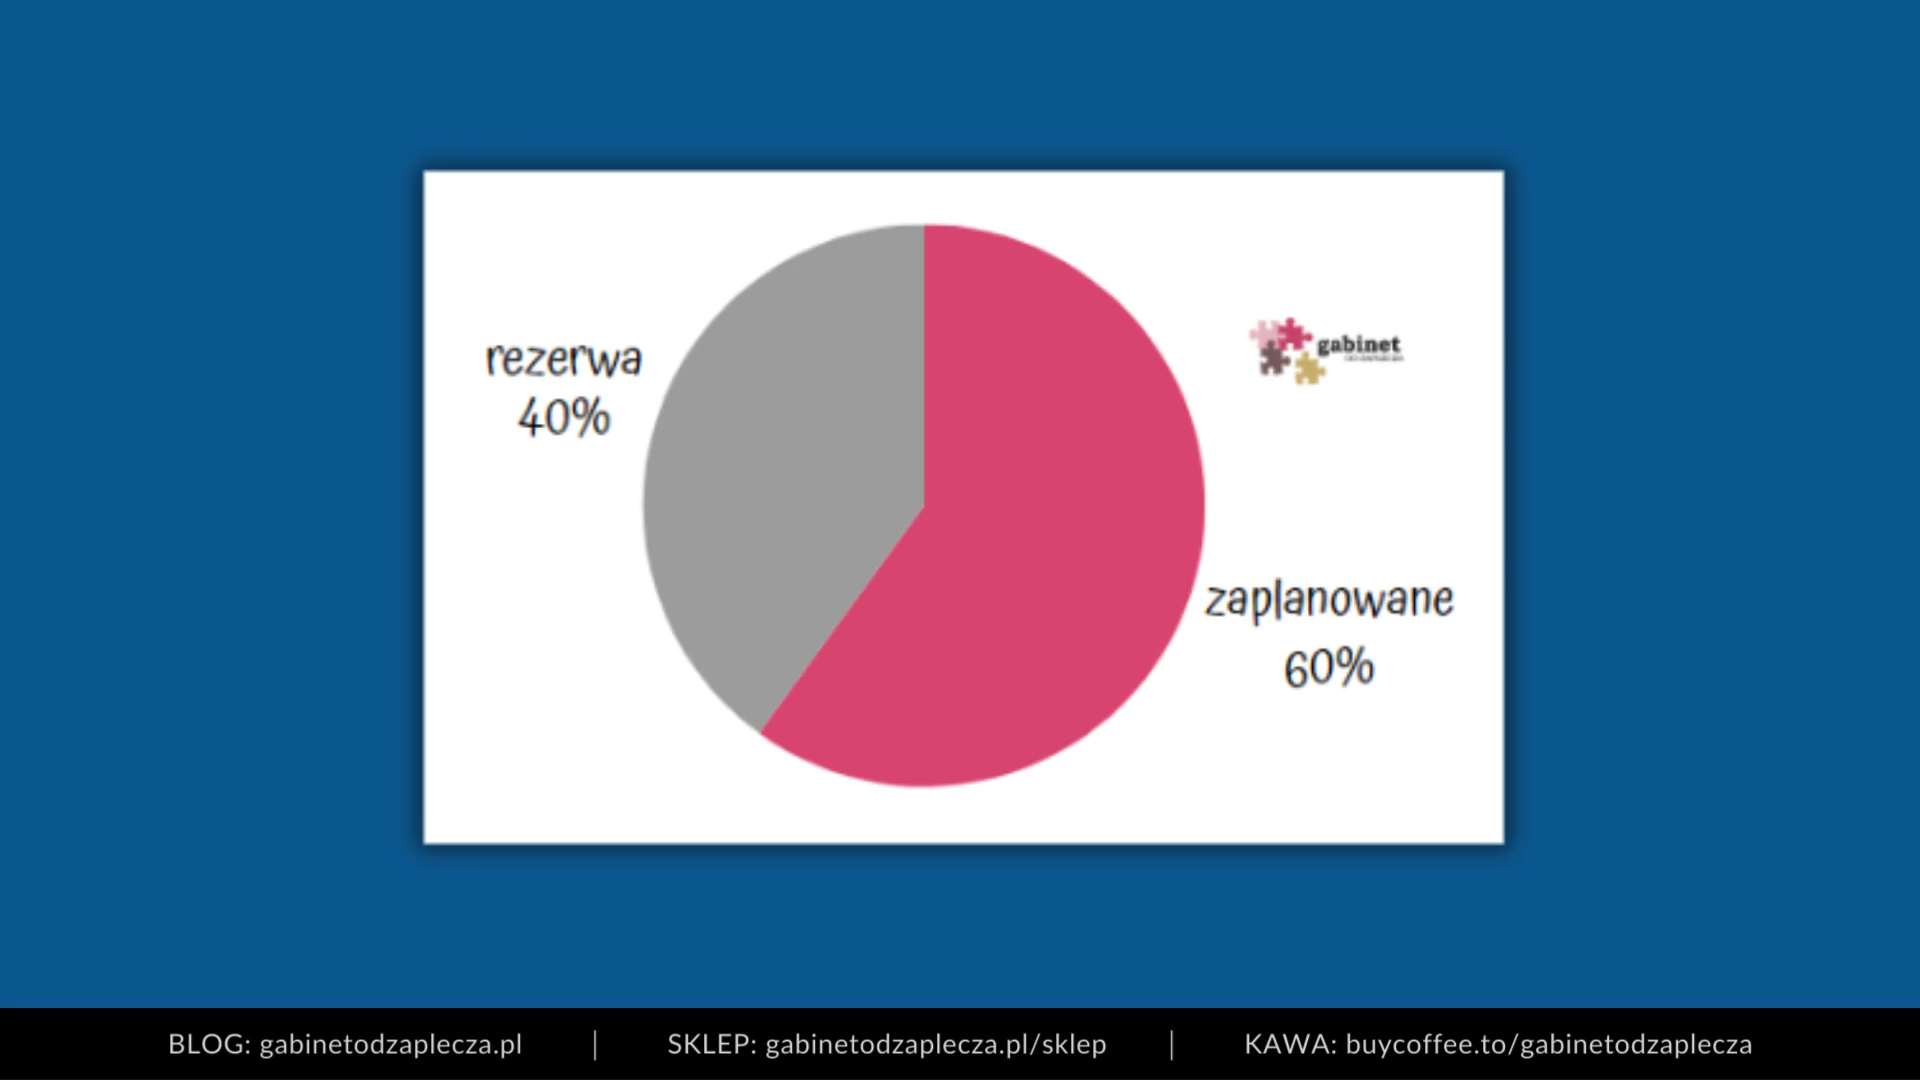 rezerwa
40%
gabinet
zaplanowane
60%
BLOG: gabinetodzaplecza.pl | SKLEP: gabinetodzaplecza.pl/sklep | KAWA: buycoffee.to/gabinetodzaplecza